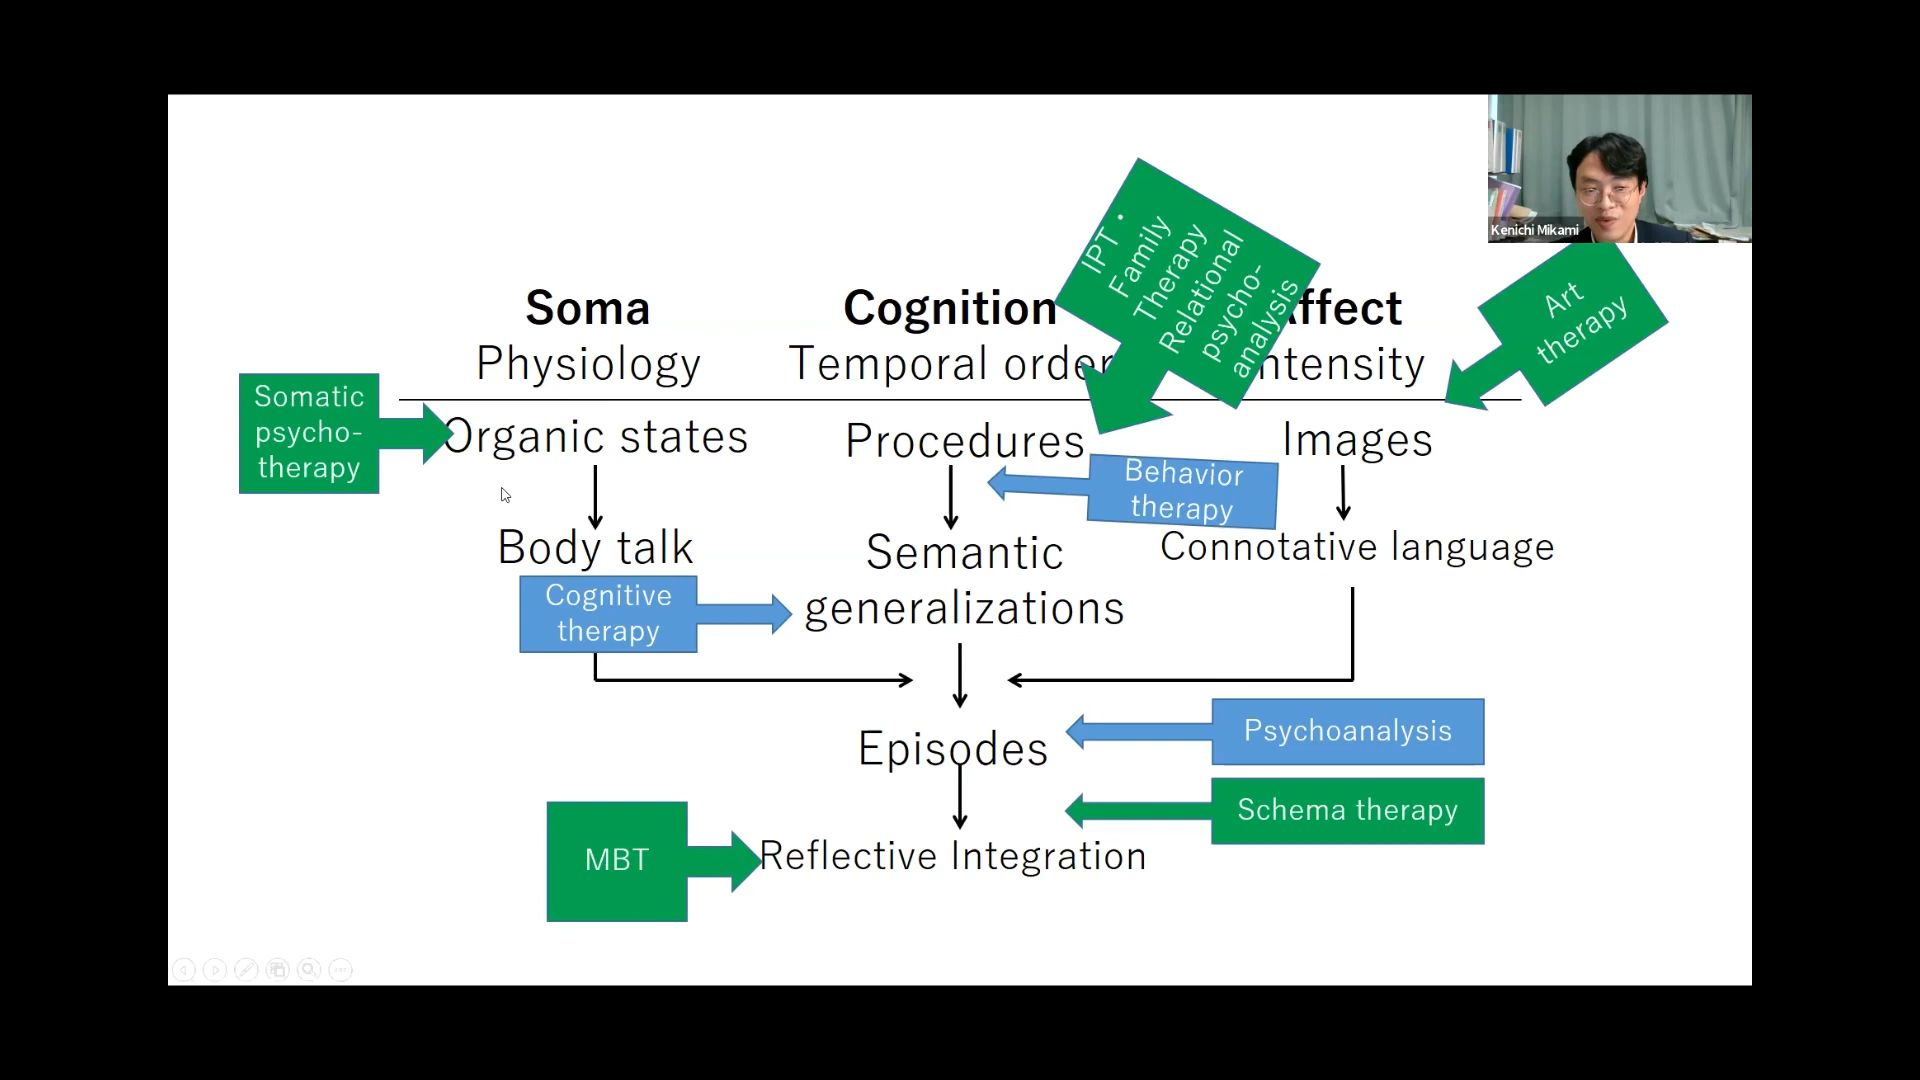 Kenichi Mikami
IPT・
Family
Therapy
Relational
psycho-
analysis
Art
therapy
Soma
Cognition
ffect
Physiology
Temporal order
ntensity
Somatic
psycho-
therapy
Organic states
Procedures
Images
Behavior
therapy
Body talk
Semantic
generalizations
Connotative language
Cognitive
therapy
Episodes
Psychoanalysis
Schema therapy
MBT
Reflective Integration